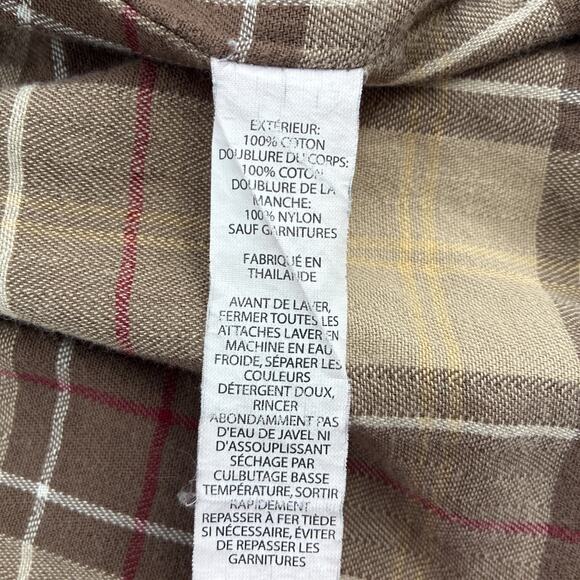 EXTÉRIEUR:
100% COTON
DOUBLURE DU CORPS:
100% COTON
DOUBLURE DE LA
MANCHE:
100% NYLON
SAUF GARNITURES
FABRIQUÉ EN
THAILANDE
AVANT DE LAVER,
FERMER TOUTES LES
ATTACHES LAVER EN
MACHINE EN EAU
FROIDE, SÉPARER LES
COULEURS
DÉTERGENT DOUX,
RINCER
ABONDAMMENT PAS
D'EAU DE JAVEL NI
D'ASSOUPLISSANT
SÉCHAGE PAR
CULBUTAGE BASSE
TEMPÉRATURE, SORTIR
RAPIDEMENT
REPASSER À FER TIÈDE
SI NÉCESSAIRE, ÉVITER
DE REPASSER LES
GARNITURES